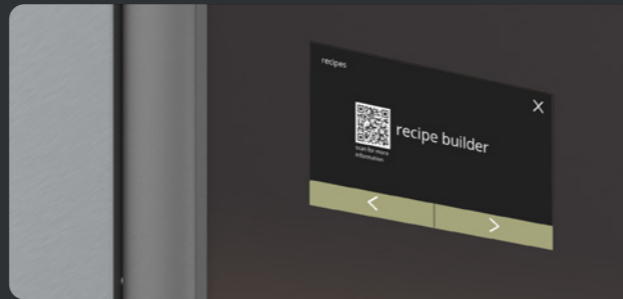 recipes
X
recipe builder
scan for more
information
< >